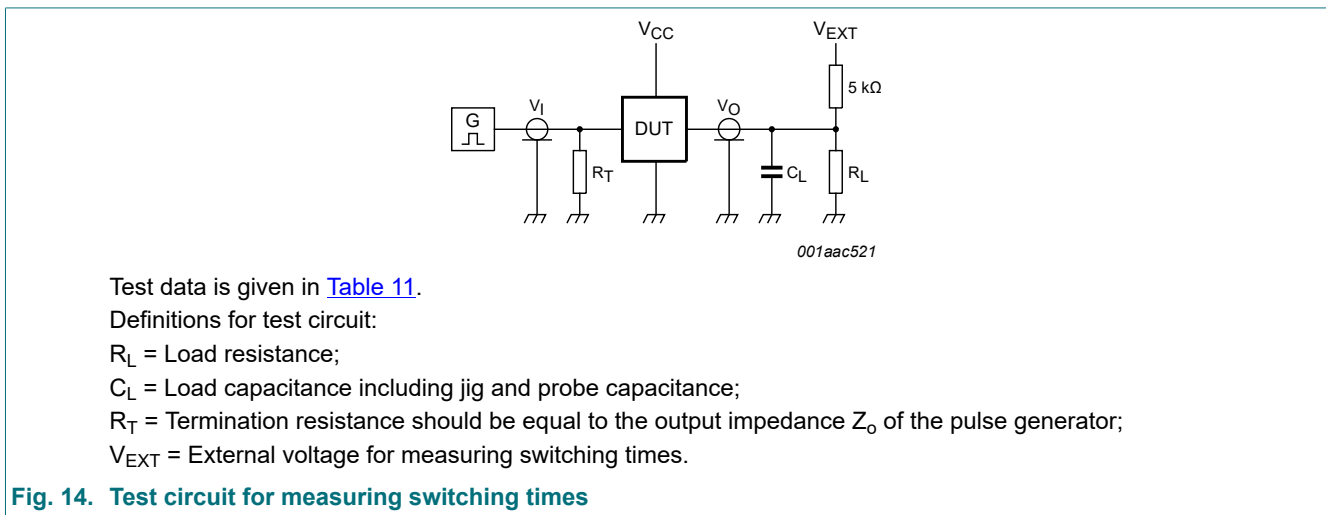 VCC VEXT
5 kΩ
G VI DUT VO
RT CL RL
001aac521
Test data is given in Table 11.
Definitions for test circuit:
RL = Load resistance;
CL = Load capacitance including jig and probe capacitance;
RT = Termination resistance should be equal to the output impedance Zo of the pulse generator;
VEXT = External voltage for measuring switching times.
Fig. 14. Test circuit for measuring switching times